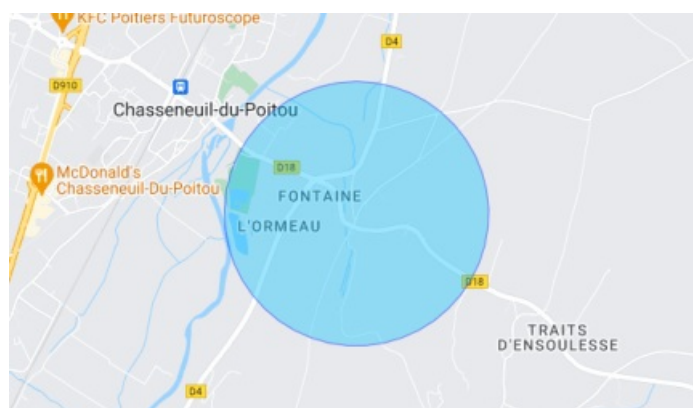 KFC Poitiers Futuroscope
D4
D910
Chasseneuil-du-Poitou
McDonald's
Chasseneuil-Du-Poitou
D18
FONTAINE
L'ORMEAU
D18
TRAITS
D'ENSOULESSE
D4